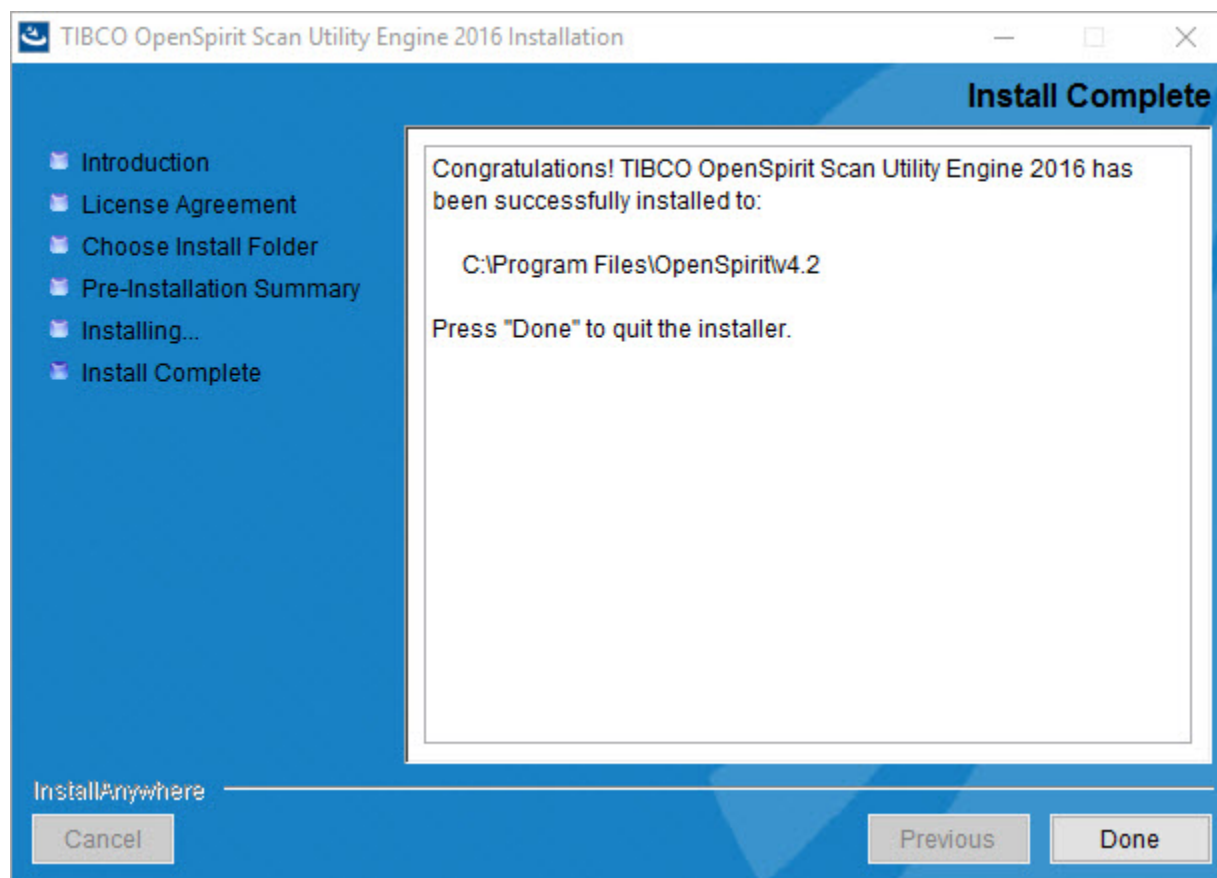 TIBCO OpenSpirit Scan Utility Engine 2016 Installation
Install Complete
Introduction
License Agreement
Choose Install Folder
Pre-Installation Summary
Installing...
Install Complete
Congratulations! TIBCO OpenSpirit Scan Utility Engine 2016 has
been successfully installed to:
C:\Program Files\OpenSpirit\v4.2
Press "Done" to quit the installer.
InstallAnywhere
Cancel
Previous
Done